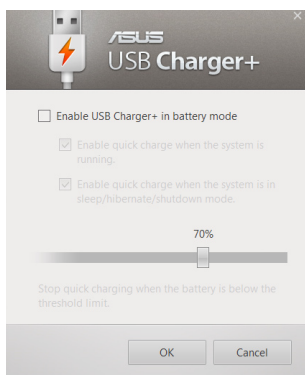 ASUS
USB Charger+
Enable USB Charger+ in battery mode
Enable quick charge when the system is
running.
Enable quick charge when the system is in
sleep/hibernate/shutdown mode.
70%
Stop quick charging when the battery is below the
threshold limit.
OK
Cancel